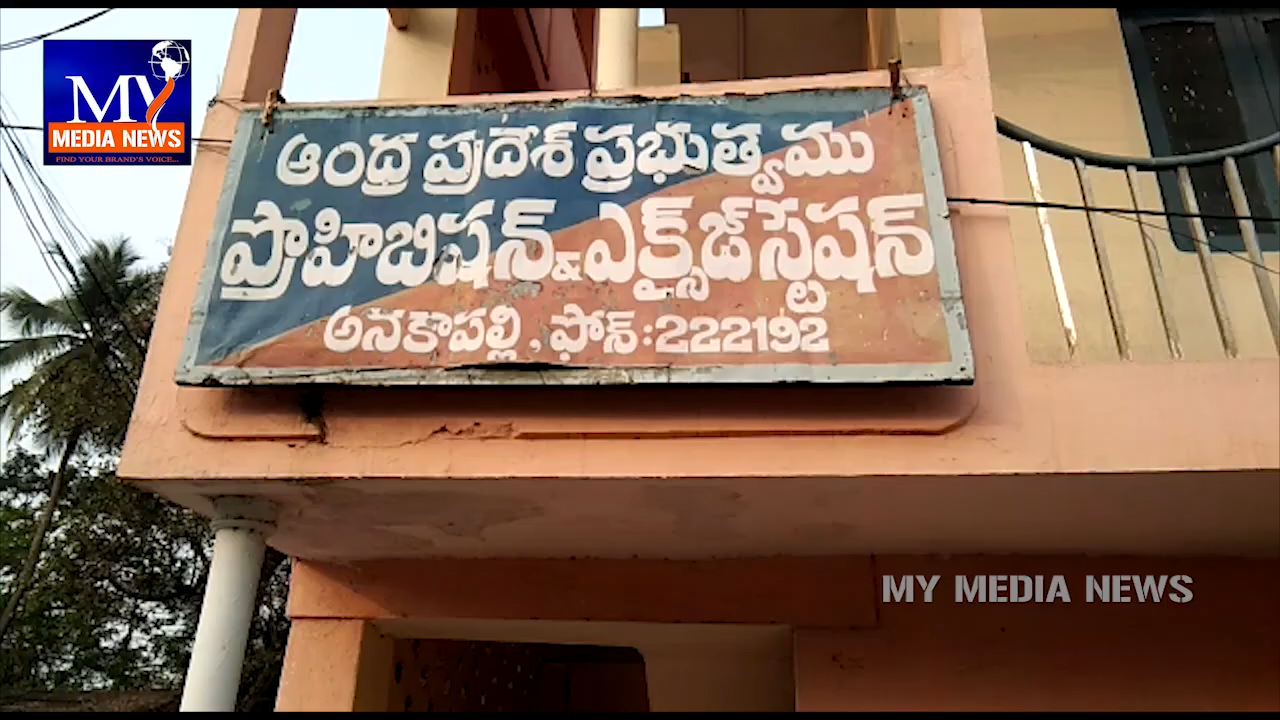 MY
MEDIA NEWS
FIND YOUR BRAND'S VOICE...
ఆంధ్ర ప్రదేశ్ ప్రభుత్వము
ప్రొహిబిషన్ & ఎక్సైజ్ స్టేషన్
అనకాపల్లి, ఫోన్: 222192
MY MEDIA NEWS